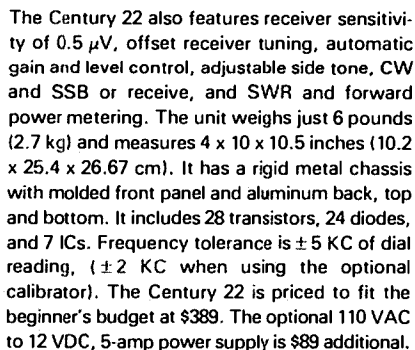 The Century 22 also features receiver sensitivi-
ty of 0.5 μV, offset receiver tuning, automatic
gain and level control, adjustable side tone, CW
and SSB or receive, and SWR and forward
power metering. The unit weighs just 6 pounds
(2.7 kg) and measures 4 x 10 x 10.5 inches (10.2
x 25.4 x 26.67 cm). It has a rigid metal chassis
with molded front panel and aluminum back, top
and bottom. It includes 28 transistors, 24 diodes,
and 7 ICs. Frequency tolerance is ± 5 KC of dial
reading, (±2 KC when using the optional
calibrator). The Century 22 is priced to fit the
beginner's budget at $389. The optional 110 VAC
to 12 VDC, 5-amp power supply is $89 additional.